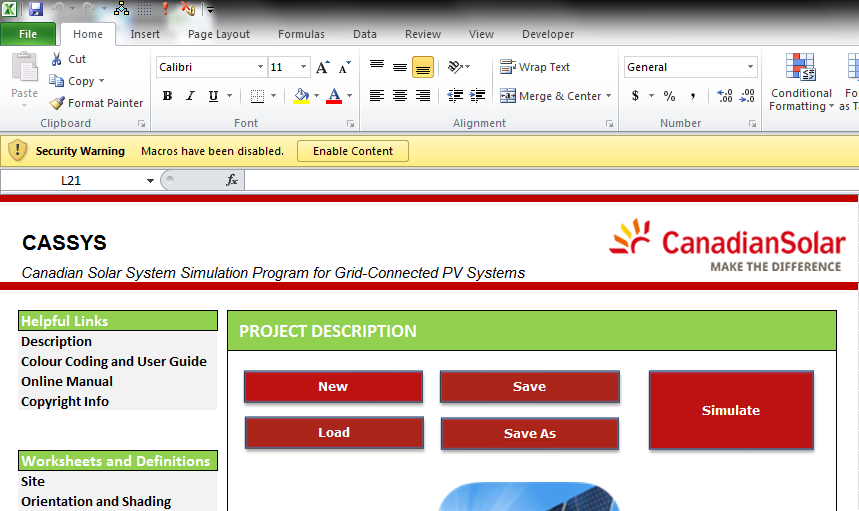 File Home Insert Page Layout Formulas Data Review View Developer
Cut
Calibri 11 A A Wrap Text General
Paste Copy
Format Painter B I U A Merge & Center $ % , .00 .0 Conditional
Formatting as
Clipboard Font Alignment Number
Security Warning Macros have been disabled. Enable Content
L21 fx
CASSYS
CanadianSolar
MAKE THE DIFFERENCE
Canadian Solar System Simulation Program for Grid-Connected PV Systems
Helpful Links
Description
Colour Coding and User Guide
Online Manual
Copyright Info
Worksheets and Definitions
Site
Orientation and Shading
PROJECT DESCRIPTION
New Save
Simulate
Load Save As